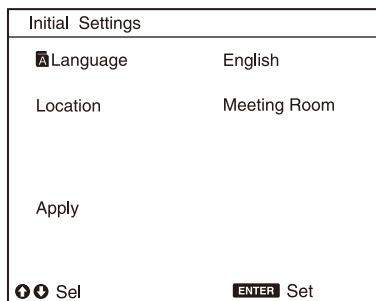 Initial Settings
A Language English
Location Meeting Room
Apply
Sel ENTER Set